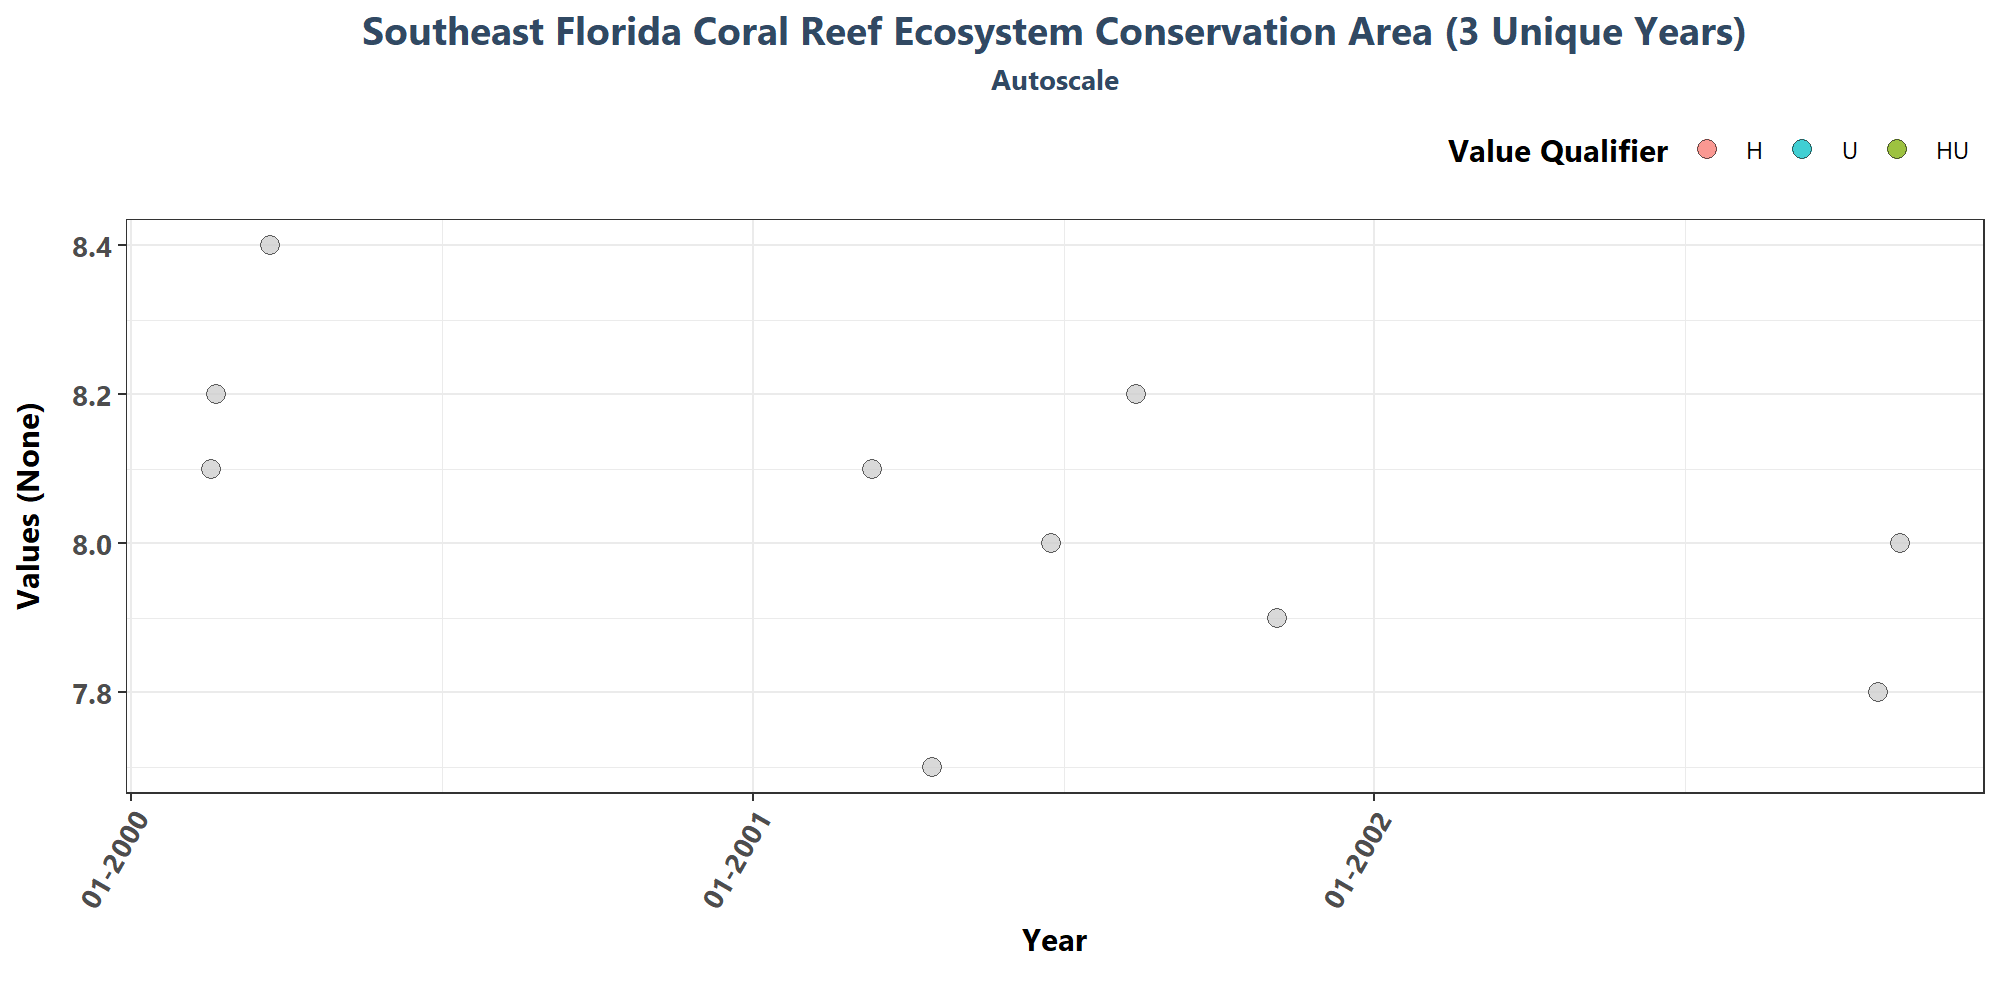 Southeast Florida Coral Reef Ecosystem Conservation Area (3 Unique Years)
Autoscale
Value Qualifier H U HU
Values (None)
8.4
8.2
8.0
7.8
01-2000 01-2001 01-2002
Year